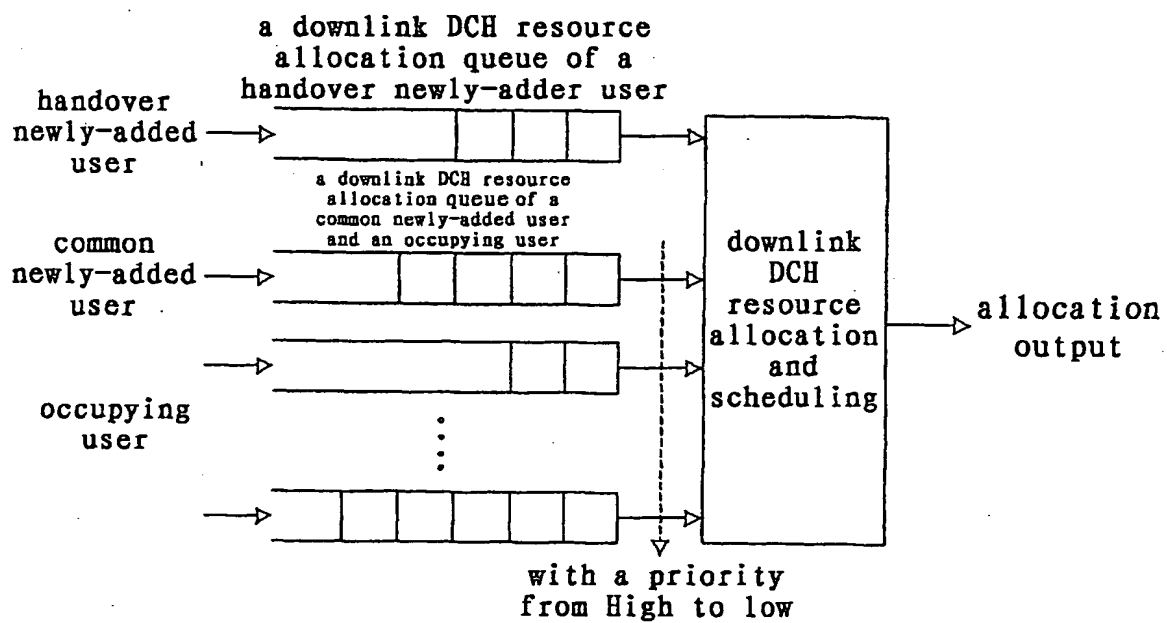 a downlink DCH resource
allocation queue of a
handover newly-adder user
handover
newly-added
user
a downlink DCH resource
allocation queue of a
common newly-added user
and an occupying user
common
newly-added
user
downlink
DCH
resource
allocation
and
scheduling
allocation
output
occupying
user
with a priority
from High to low